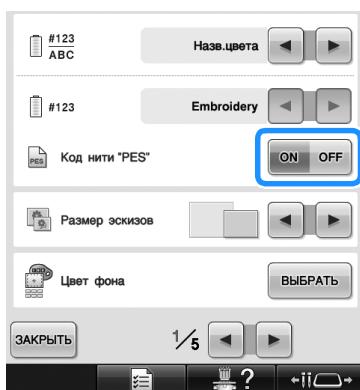 #123
ABC
Назв.цвета
#123
Embroidery
PES
Код нити "PES"
ON OFF
Размер эскизов
Цвет фона
ВЫБРАТЬ
ЗАКРЫТЬ
1/5
?